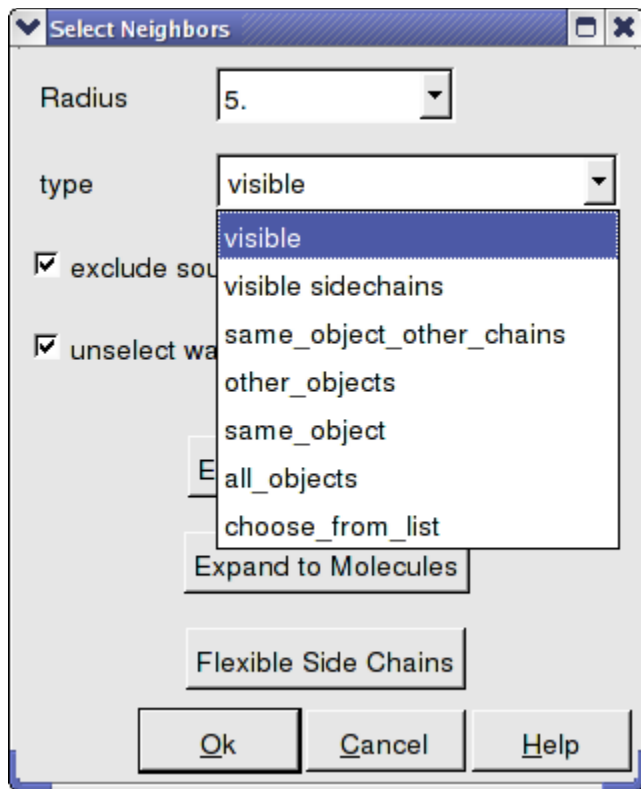 Select Neighbors
Radius 5.
type visible
visible
exclude sou
visible sidechains
same_object_other_chains
unselect wa
other_objects
same_object
E
all_objects
choose_from_list
Expand to Molecules
Flexible Side Chains
Ok Cancel Help